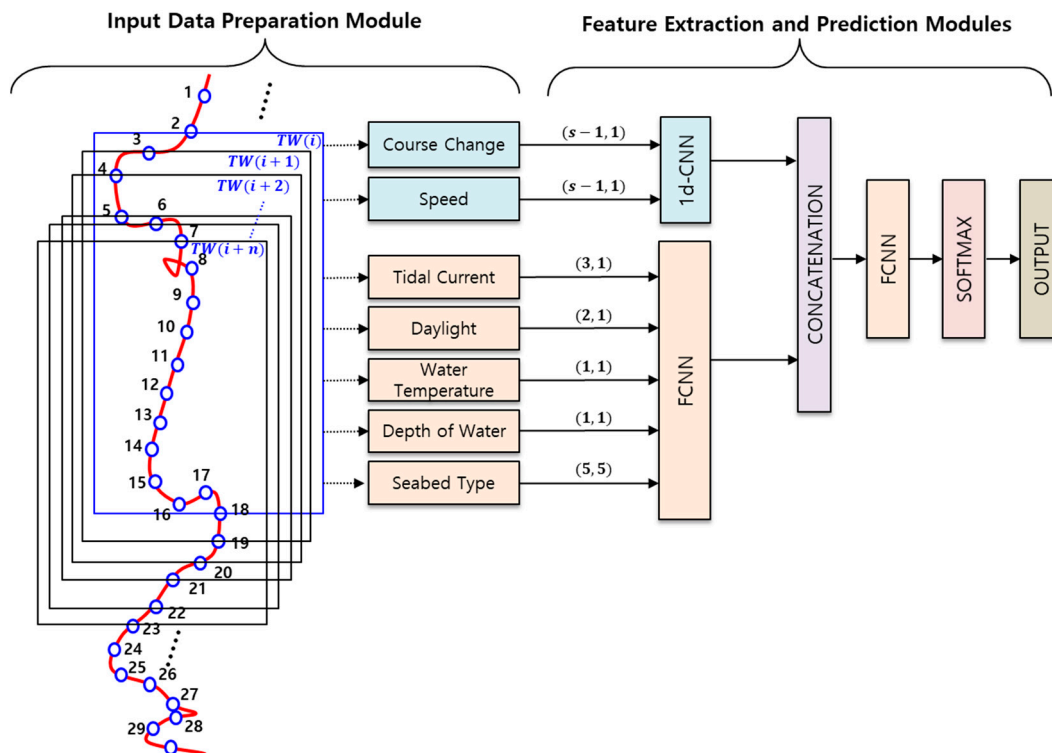 Input Data Preparation Module
Feature Extraction and Prediction Modules
1
2
3
4
5
6
7
8
9
10
11
12
13
14
15
16
17
18
19
20
21
22
23
24
25
26
27
28
29
TW(i)
TW(i+1)
TW(i+2)
TW(i+n)
Course Change
Speed
Tidal Current
Daylight
Water
Temperature
Depth of Water
Seabed Type
(s−1,1)
(s−1,1)
(3,1)
(2,1)
(1,1)
(1,1)
(5,5)
1d-CNN
FCNN
CONCATENATION
FCNN
SOFTMAX
OUTPUT